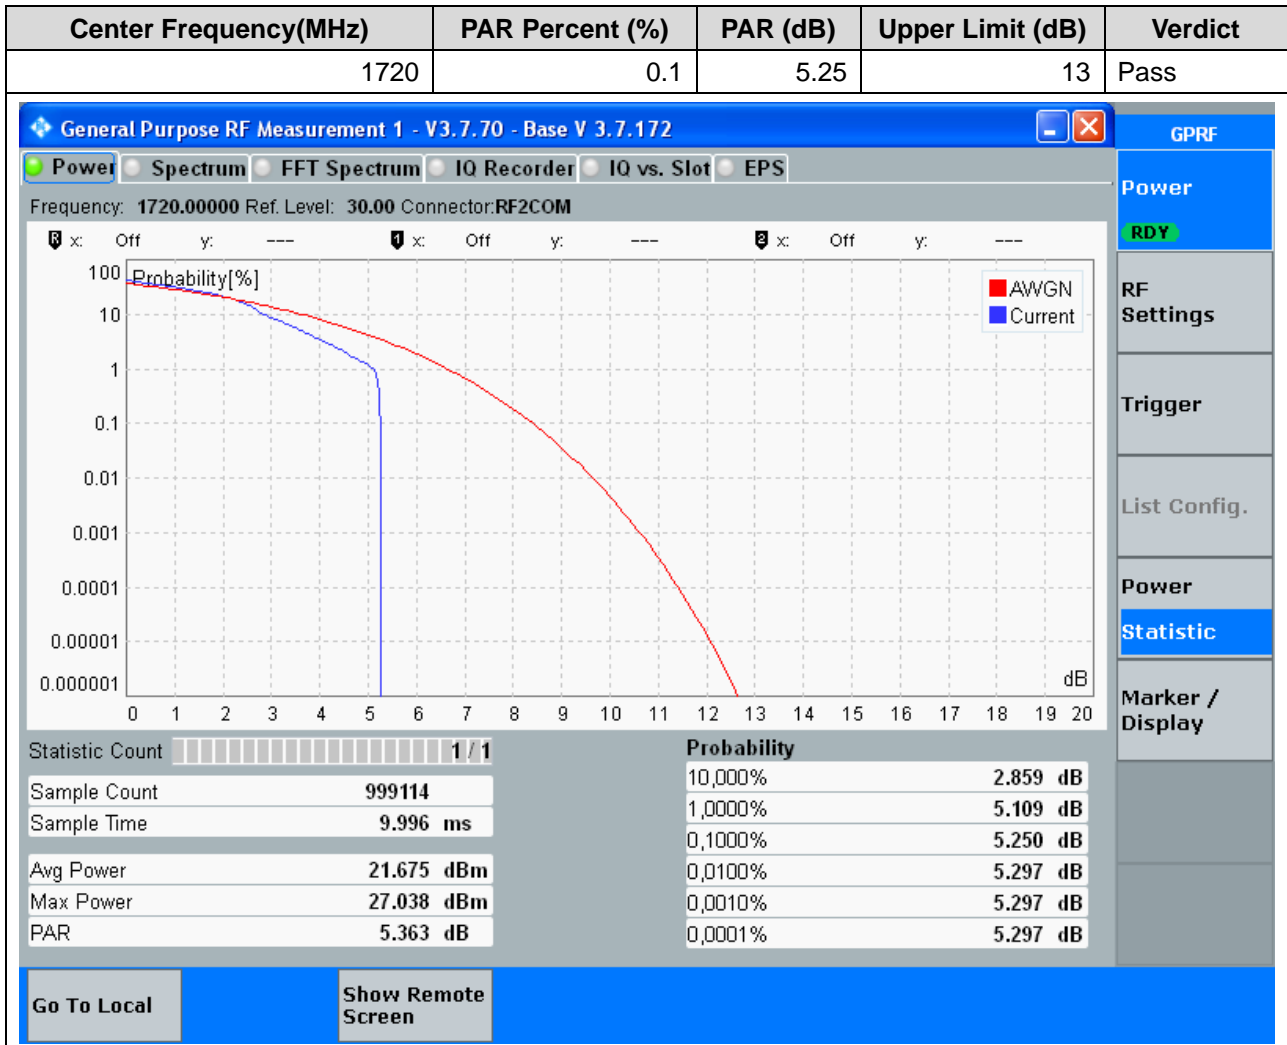 Center Frequency(MHz) PAR Percent (%) PAR (dB) Upper Limit (dB) Verdict
1720 0.1 5.25 13 Pass
General Purpose RF Measurement 1 - V3.7.70 - Base V 3.7.172
GPRF
Power Spectrum FFT Spectrum IQ Recorder IQ vs. Slot EPS
Power
RDY
Frequency: 1720.00000 Ref. Level: 30.00 Connector:RF2COM
R x: Off y: --- 1 x: Off y: --- 2 x: Off y: ---
Probability[%]
AWGN
Current
100
10
1
0.1
0.01
0.001
0.0001
0.00001
0.000001
dB
0 1 2 3 4 5 6 7 8 9 10 11 12 13 14 15 16 17 18 19 20
RF
Settings
Trigger
List Config.
Power
Statistic
Marker /
Display
Statistic Count 1 / 1
Sample Count 999114
Sample Time 9.996 ms
Avg Power 21.675 dBm
Max Power 27.038 dBm
PAR 5.363 dB
Probability
10,000% 2.859 dB
1,0000% 5.109 dB
0,1000% 5.250 dB
0,0100% 5.297 dB
0,0010% 5.297 dB
0,0001% 5.297 dB
Go To Local
Show Remote
Screen